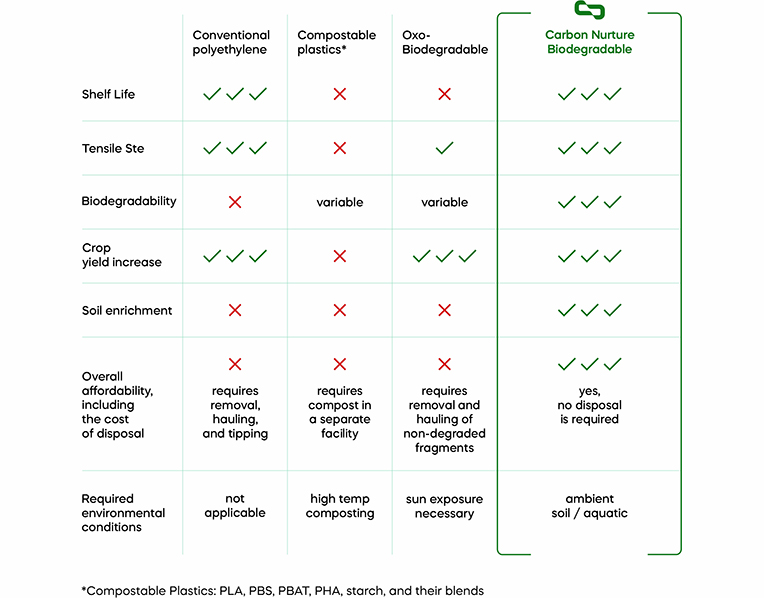 Conventional polyethylene
Compostable plastics*
Oxo-Biodegradable
Carbon Nurture Biodegradable
Shelf Life
Tensile Ste
Biodegradability
variable
variable
Crop
yield increase
Soil enrichment
Overall
affordability,
including
the cost
of disposal
requires
removal,
hauling,
and tipping
requires
compost in
a separate
facility
requires
removal and
hauling of
non-degraded
fragments
yes,
no disposal
is required
Required
environmental
conditions
not
applicable
high temp
composting
sun exposure
necessary
ambient
soil / aquatic
*Compostable Plastics: PLA, PBS, PBAT, PHA, starch, and their blends